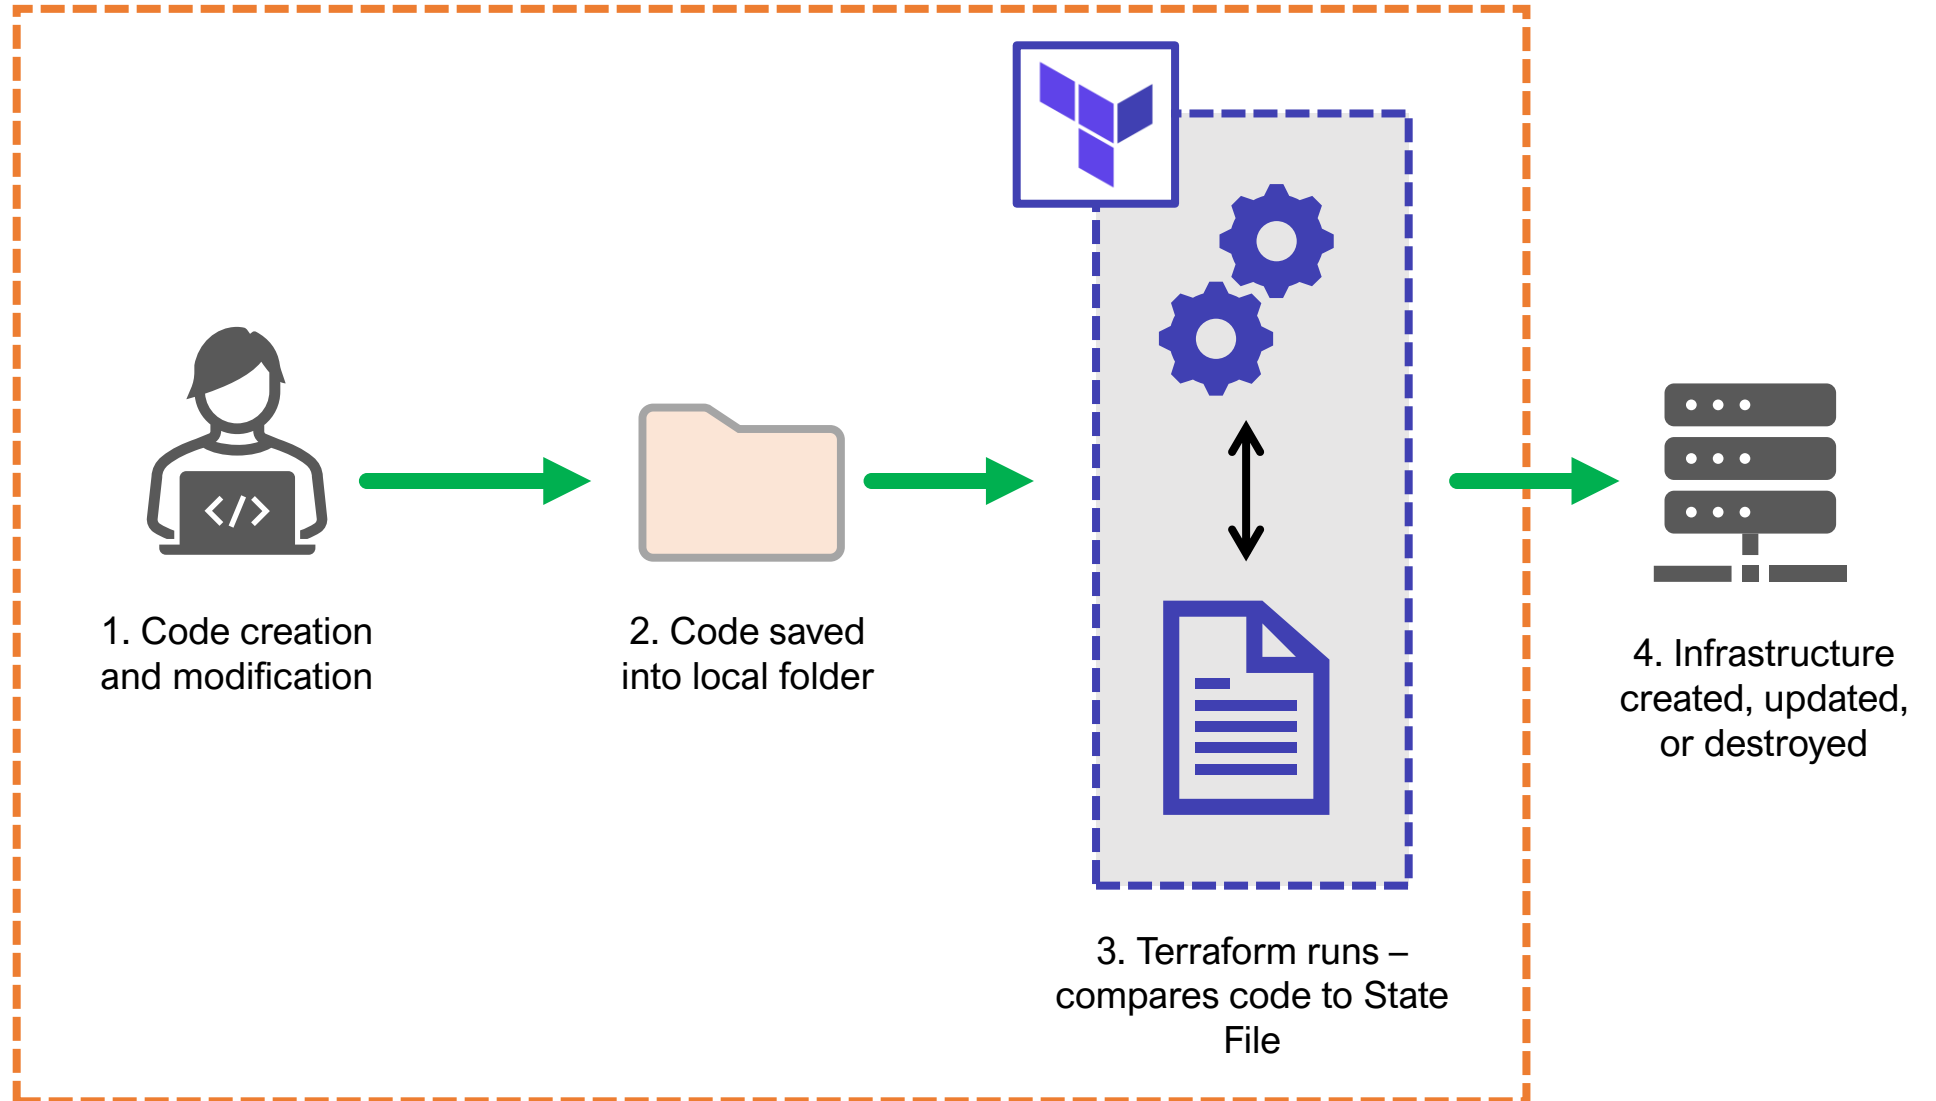 </>
1. Code creation
and modification
2. Code saved
into local folder
3. Terraform runs –
compares code to State
File
4. Infrastructure
created, updated,
or destroyed